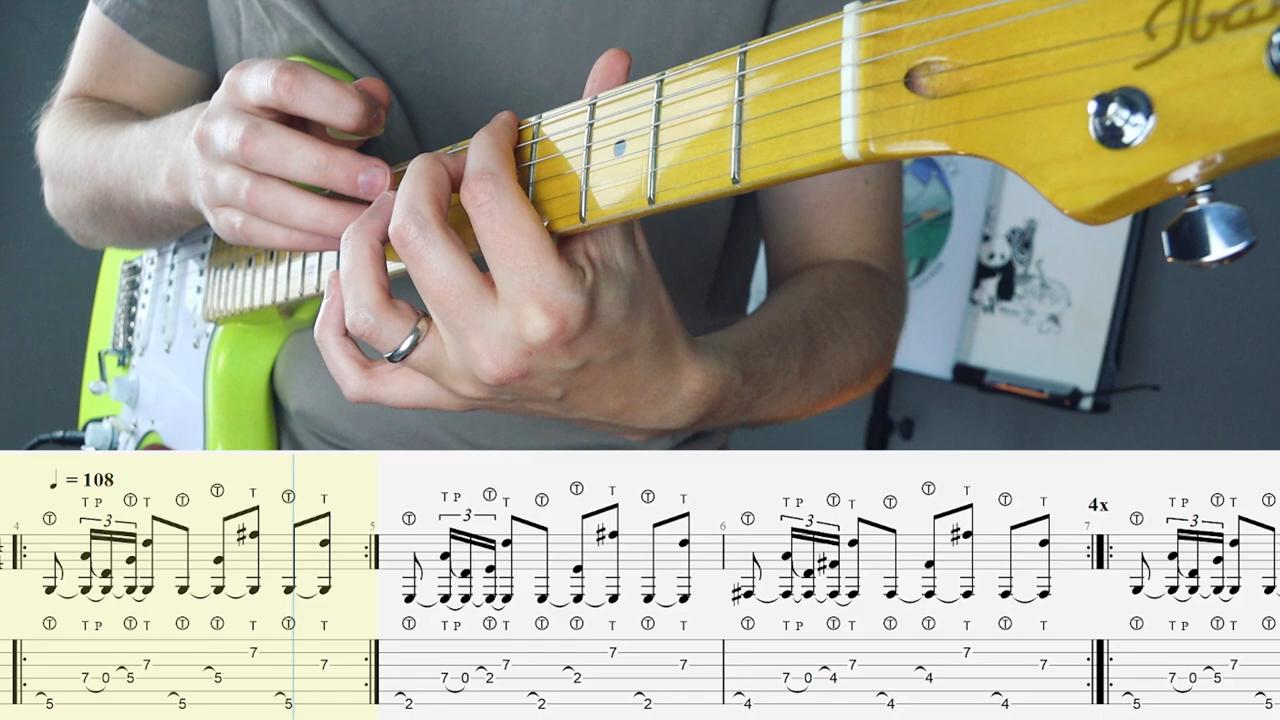 Iba
♩ = 108
T P Ⓣ T Ⓣ Ⓣ T Ⓣ T T P Ⓣ T Ⓣ Ⓣ T Ⓣ T T P Ⓣ T Ⓣ Ⓣ T Ⓣ T 4x T P Ⓣ T Ⓣ
Ⓣ 3 Ⓣ 3 Ⓣ 3 Ⓣ 3
4 5 6 7
Ⓣ T P Ⓣ T Ⓣ Ⓣ T Ⓣ T Ⓣ T P Ⓣ T Ⓣ Ⓣ T Ⓣ T Ⓣ T P Ⓣ T Ⓣ Ⓣ T Ⓣ T Ⓣ T P Ⓣ T Ⓣ
7 7 7
7 7 7 7 7 7 7
7 0 5 5 7 0 2 2 7 0 4 4 7 0 5
5 5 5 2 2 2 4 4 4 5 5